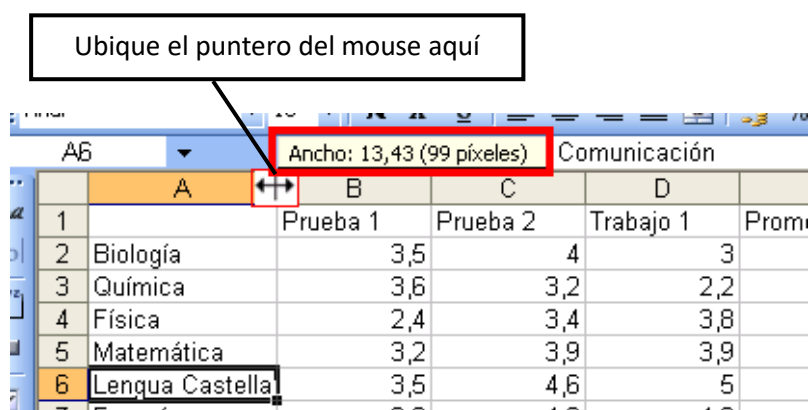 Ubique el puntero del mouse aquí
A6 Ancho: 13,43 (99 píxeles) Comunicación
A B C D
1 Prueba 1 Prueba 2 Trabajo 1
2 Biología 3,5 4 3
3 Química 3,6 3,2 2,2
4 Física 2,4 3,4 3,8
5 Matemática 3,2 3,9 3,9
6 Lengua Castella 3,5 4,6 5